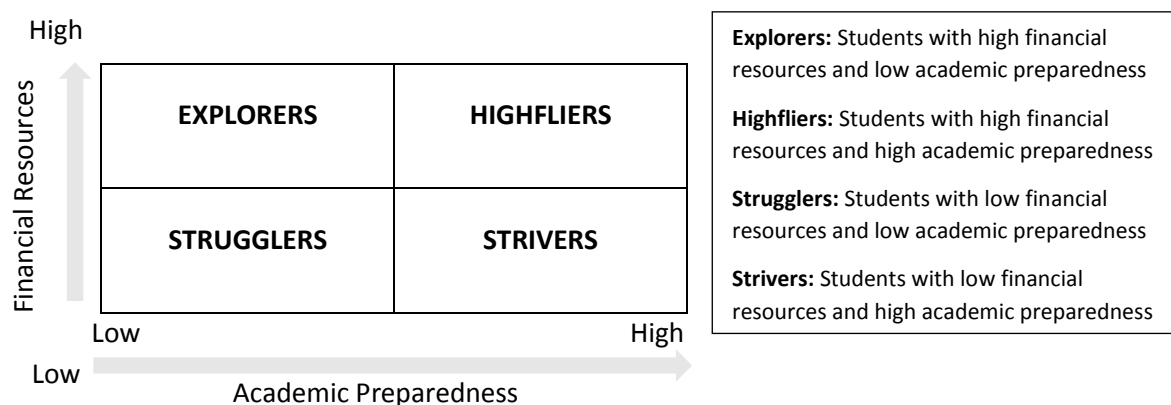 High
Financial Resources
EXPLORERS
HIGHFLIERS
STRUGGLERS
STRIVERS
Low
High
Low
Academic Preparedness
Explorers: Students with high financial
resources and low academic preparedness
Highfliers: Students with high financial
resources and high academic preparedness
Strugglers: Students with low financial
resources and low academic preparedness
Strivers: Students with low financial
resources and high academic preparedness